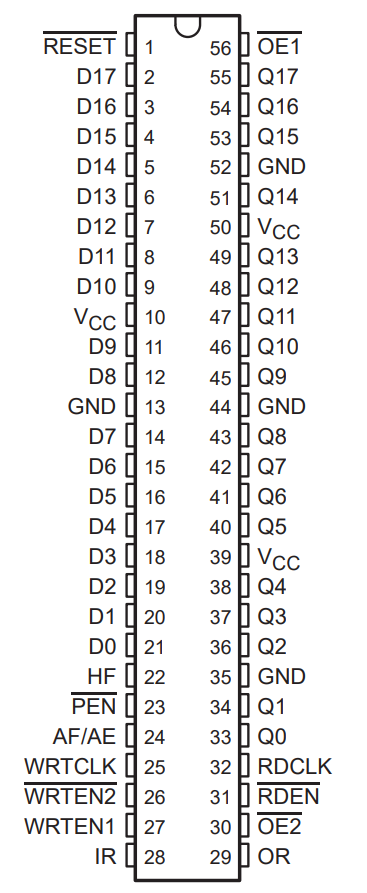 RESET 1 56 OE1
D17 2 55 Q17
D16 3 54 Q16
D15 4 53 Q15
D14 5 52 GND
D13 6 51 Q14
D12 7 50 VCC
D11 8 49 Q13
D10 9 48 Q12
VCC 10 47 Q11
D9 11 46 Q10
D8 12 45 Q9
GND 13 44 GND
D7 14 43 Q8
D6 15 42 Q7
D5 16 41 Q6
D4 17 40 Q5
D3 18 39 VCC
D2 19 38 Q4
D1 20 37 Q3
D0 21 36 Q2
HF 22 35 GND
PEN 23 34 Q1
AF/AE 24 33 Q0
WRTCLK 25 32 RDCLK
WRTEN2 26 31 RDEN
WRTEN1 27 30 OE2
IR 28 29 OR